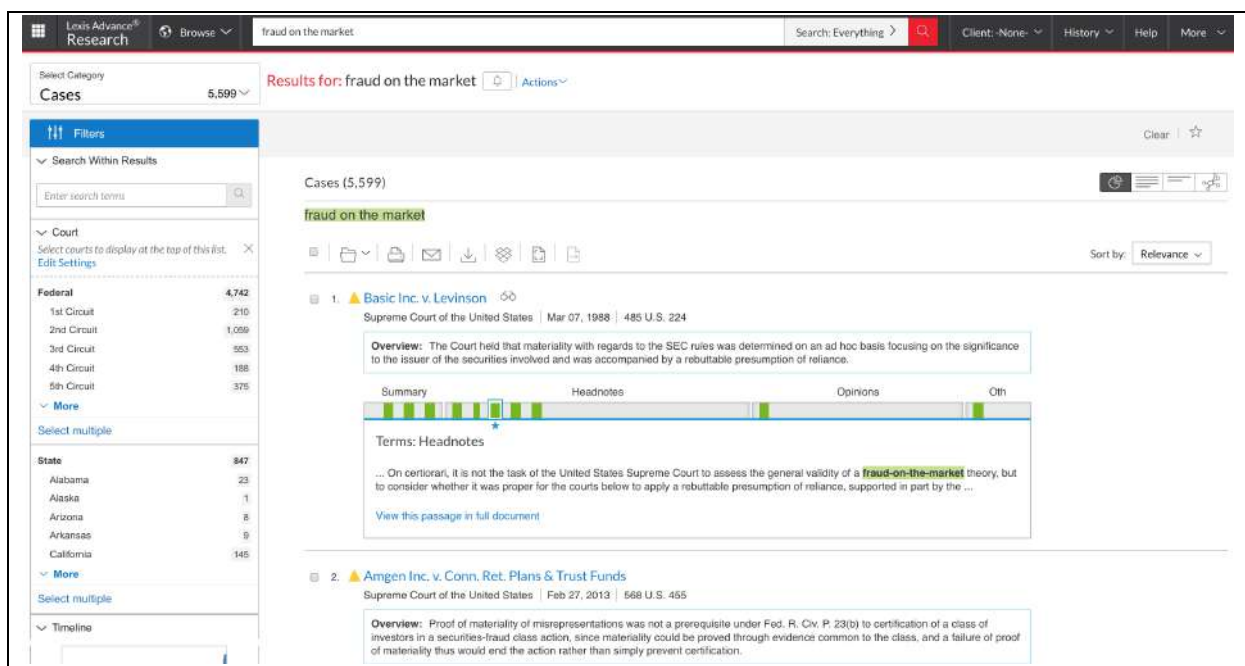 Lexis Advance®
Research
Browse
fraud on the market
Search: Everything
Client: -None-
History
Help
More
Select Category
Cases 5,599
Results for: fraud on the market
Actions
Filters
Clear
Search Within Results
Enter search terms
Cases (5,599)
fraud on the market
Court
Select courts to display at the top of this list.
Edit Settings
Sort by: Relevance
Federal 4,742
1st Circuit 210
2nd Circuit 1,059
3rd Circuit 553
4th Circuit 188
5th Circuit 375
More
Select multiple
State 847
Alabama 23
Alaska 1
Arizona 8
Arkansas 9
California 145
More
Select multiple
Timeline
1. Basic Inc. v. Levinson
Supreme Court of the United States | Mar 07, 1988 | 485 U.S. 224
Overview: The Court held that materiality with regards to the SEC rules was determined on an ad hoc basis focusing on the significance
to the issuer of the securities involved and was accompanied by a rebuttable presumption of reliance.
Summary Headnotes Opinions Oth
Terms: Headnotes
... On certiorari, it is not the task of the United States Supreme Court to assess the general validity of a fraud-on-the-market theory, but
to consider whether it was proper for the courts below to apply a rebuttable presumption of reliance, supported in part by the ...
View this passage in full document
2. Amgen Inc. v. Conn. Ret. Plans & Trust Funds
Supreme Court of the United States | Feb 27, 2013 | 568 U.S. 455
Overview: Proof of materiality of misrepresentations was not a prerequisite under Fed. R. Civ. P. 23(b) to certification of a class of
investors in a securities-fraud class action, since materiality could be proved through evidence common to the class, and a failure of proof
of materiality thus would end the action rather than simply prevent certification.